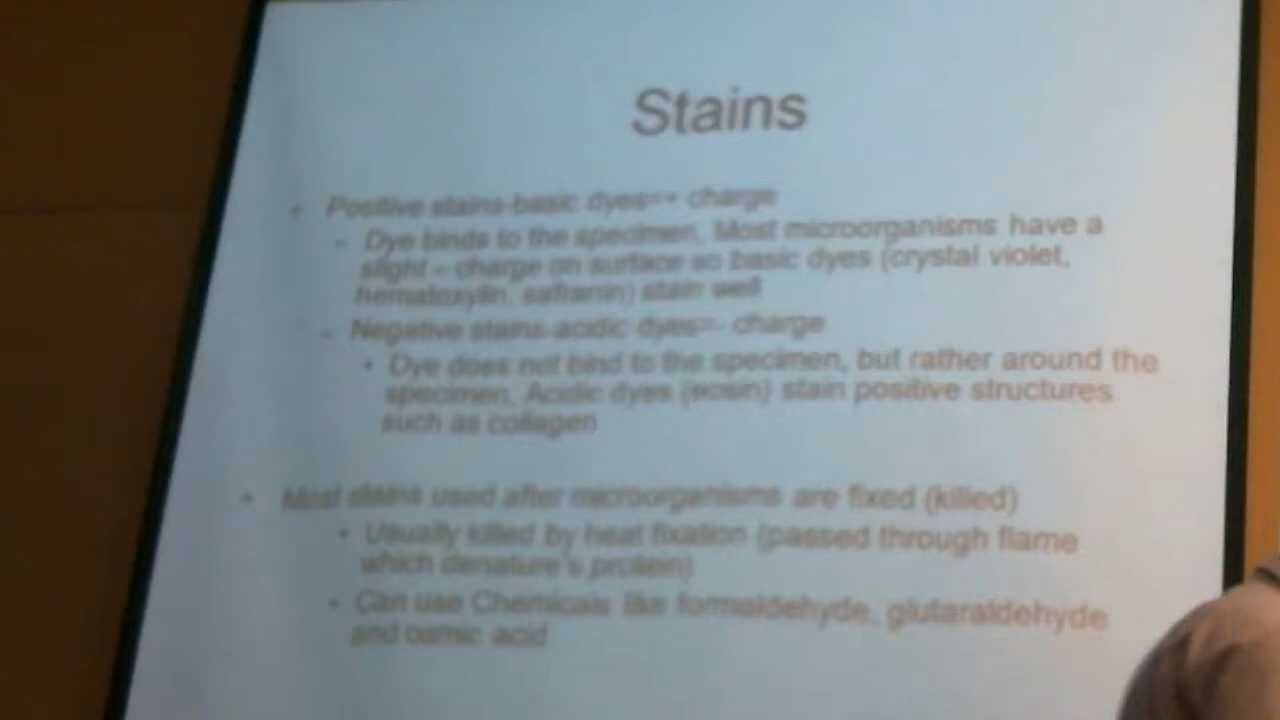 Stains
• Positive stains-basic dyes=+ charge
– Dye binds to the specimen. Most microorganisms have a
slight – charge on surface so basic dyes (crystal violet,
hematoxylin, safranin) stain well
– Negative stains-acidic dyes=- charge
• Dye does not bind to the specimen, but rather around the
specimen. Acidic dyes (eosin) stain positive structures
such as collagen
• Most stains used after microorganisms are fixed (killed)
• Usually killed by heat fixation (passed through flame
which denature's protein)
• Can use Chemicals like formaldehyde, glutaraldehyde
and osmic acid